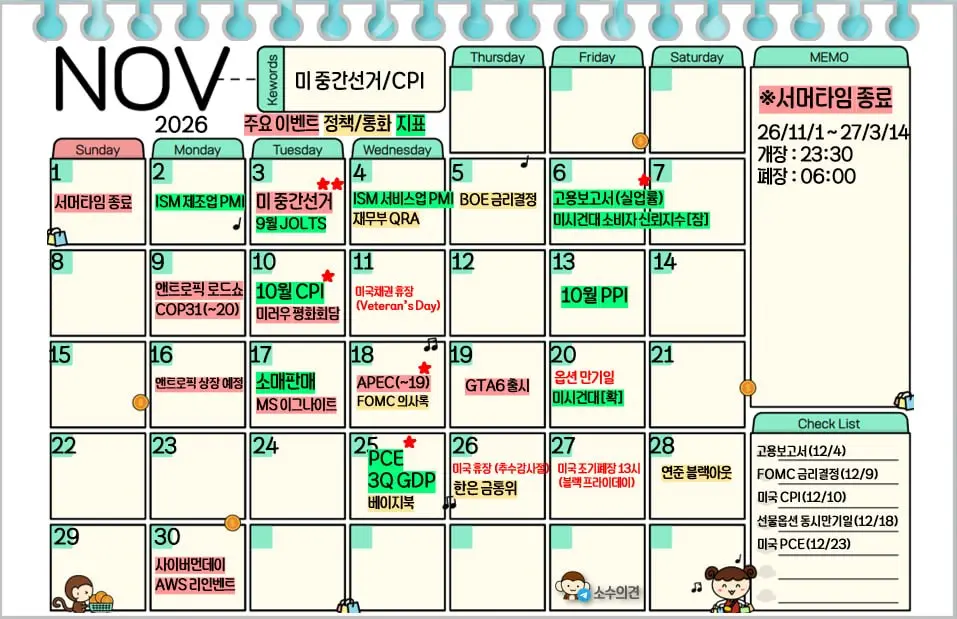 NOV
2026
Kewords
미 중간선거/CPI
주요 이벤트 정책/통화 지표
Sunday
Monday
Tuesday
Wednesday
Thursday
Friday
Saturday
1
서머타임 종료
2
ISM 제조업 PMI
3
미 중간선거
9월 JOLTS
4
ISM 서비스업 PMI
재무부 QRA
5
BOE 금리결정
6
고용보고서 (실업률)
미시건대 소비자 신뢰지수 [잠]
7
8
9
앤트로픽 로드쇼
COP31(~20)
10
10월 CPI
미러우 평화회담
11
미국채권 휴장
(Veteran's Day)
12
13
10월 PPI
14
15
16
앤트로픽 상장 예정
17
소매판매
MS 이그나이트
18
APEC(~19)
FOMC 의사록
19
GTA6 출시
20
옵션 만기일
미시건대 [확]
21
22
23
24
25
PCE
3Q GDP
베이지북
26
미국 휴장 (추수감사절)
한은 금통위
27
미국 조기폐장 13시
(블랙 프라이데이)
28
연준 블랙아웃
29
30
사이버먼데이
AWS 리인벤트
소수의견
MEMO
※서머타임 종료
26/11/1 ~ 27/3/14
개장 : 23:30
폐장 : 06:00
Check List
고용보고서 (12/4)
FOMC 금리결정 (12/9)
미국 CPI (12/10)
선물옵션 동시만기일 (12/18)
미국 PCE (12/23)